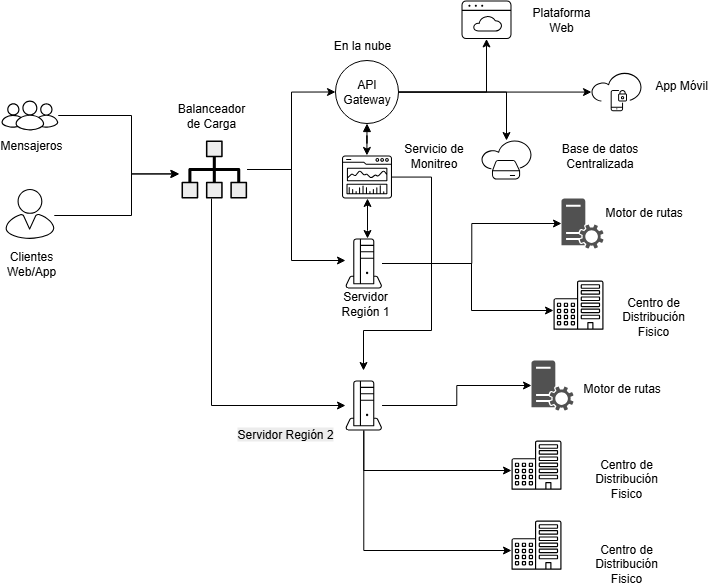 Plataforma
Web
En la nube
API
Gateway
App Móvil
Balanceador
de Carga
Mensajeros
Servicio de
Monitreo
Base de datos
Centralizada
Clientes
Web/App
Motor de rutas
Servidor
Región 1
Centro de
Distribución
Fisico
Motor de rutas
Servidor Región 2
Centro de
Distribución
Fisico
Centro de
Distribución
Fisico